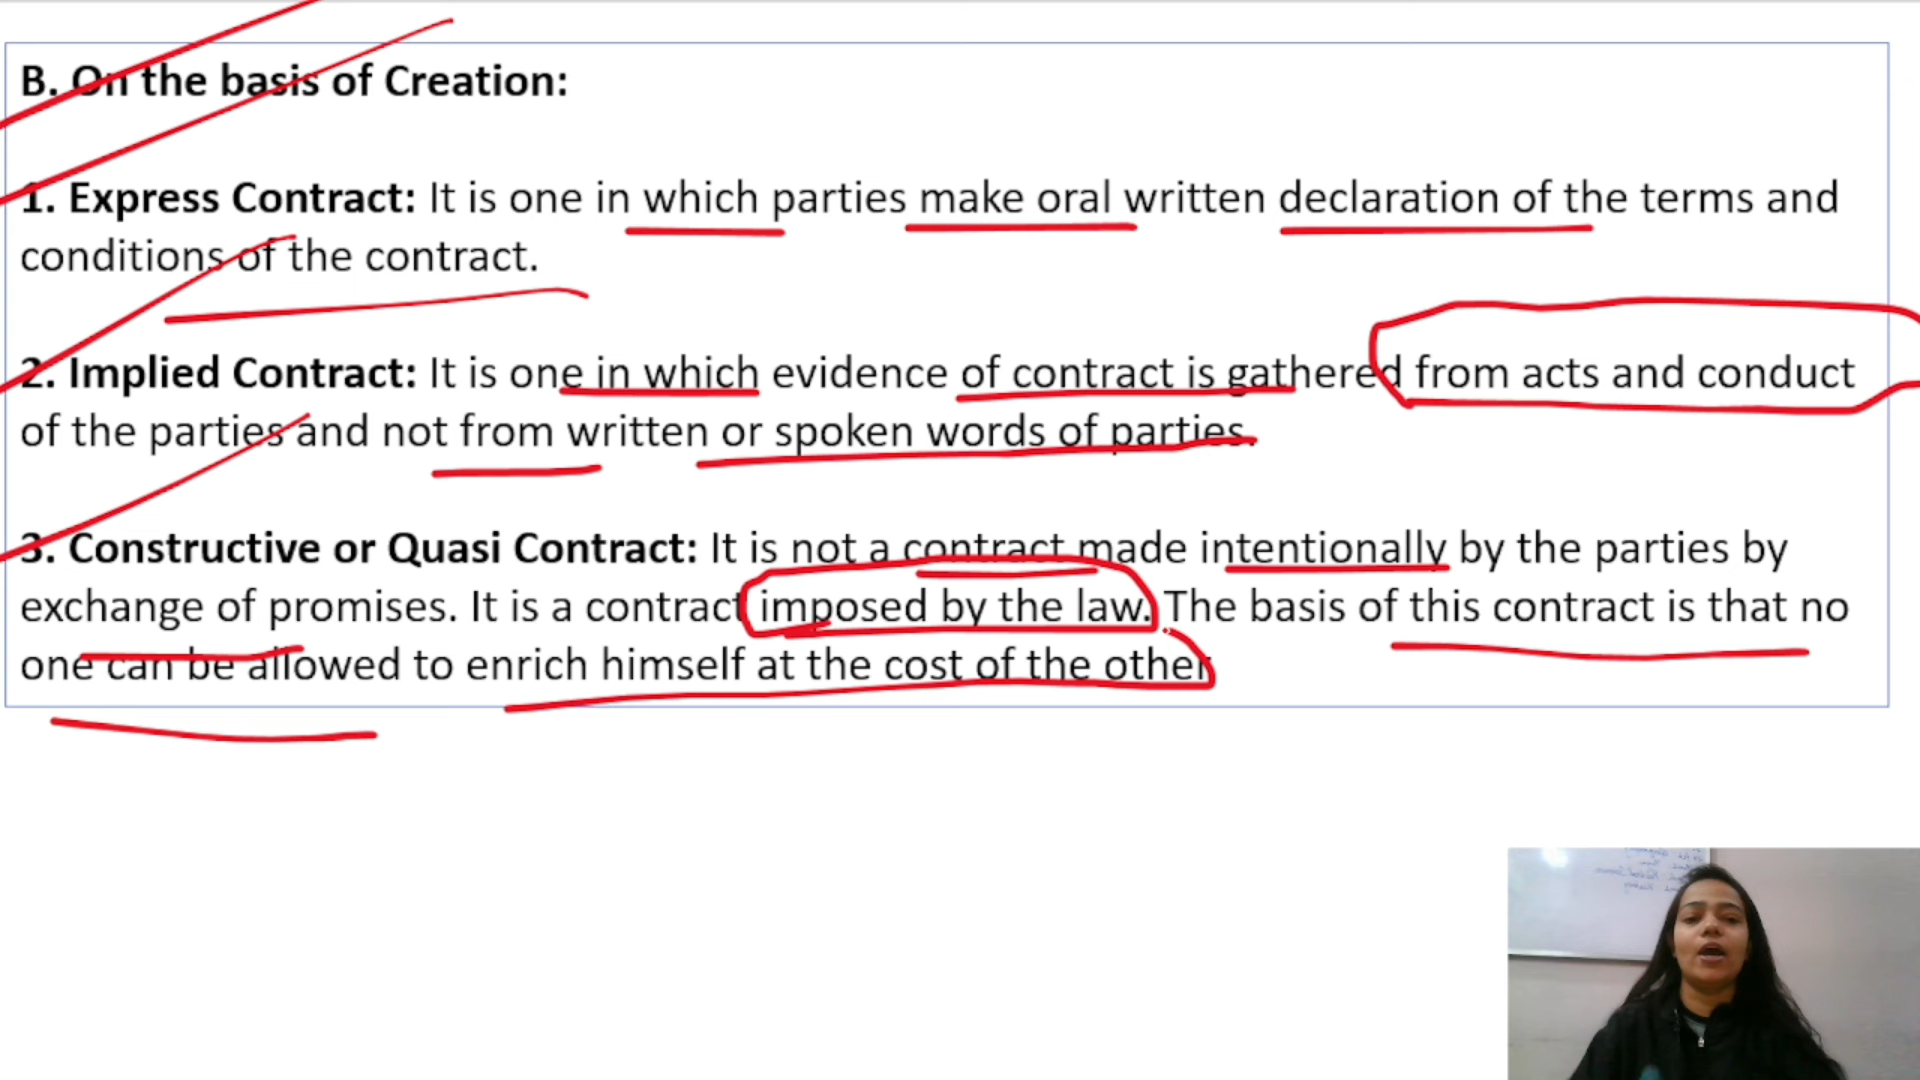 B. On the basis of Creation:
1. Express Contract: It is one in which parties make oral written declaration of the terms and
conditions of the contract.
2. Implied Contract: It is one in which evidence of contract is gathered from acts and conduct
of the parties and not from written or spoken words of parties.
3. Constructive or Quasi Contract: It is not a contract made intentionally by the parties by
exchange of promises. It is a contract imposed by the law. The basis of this contract is that no
one can be allowed to enrich himself at the cost of the other